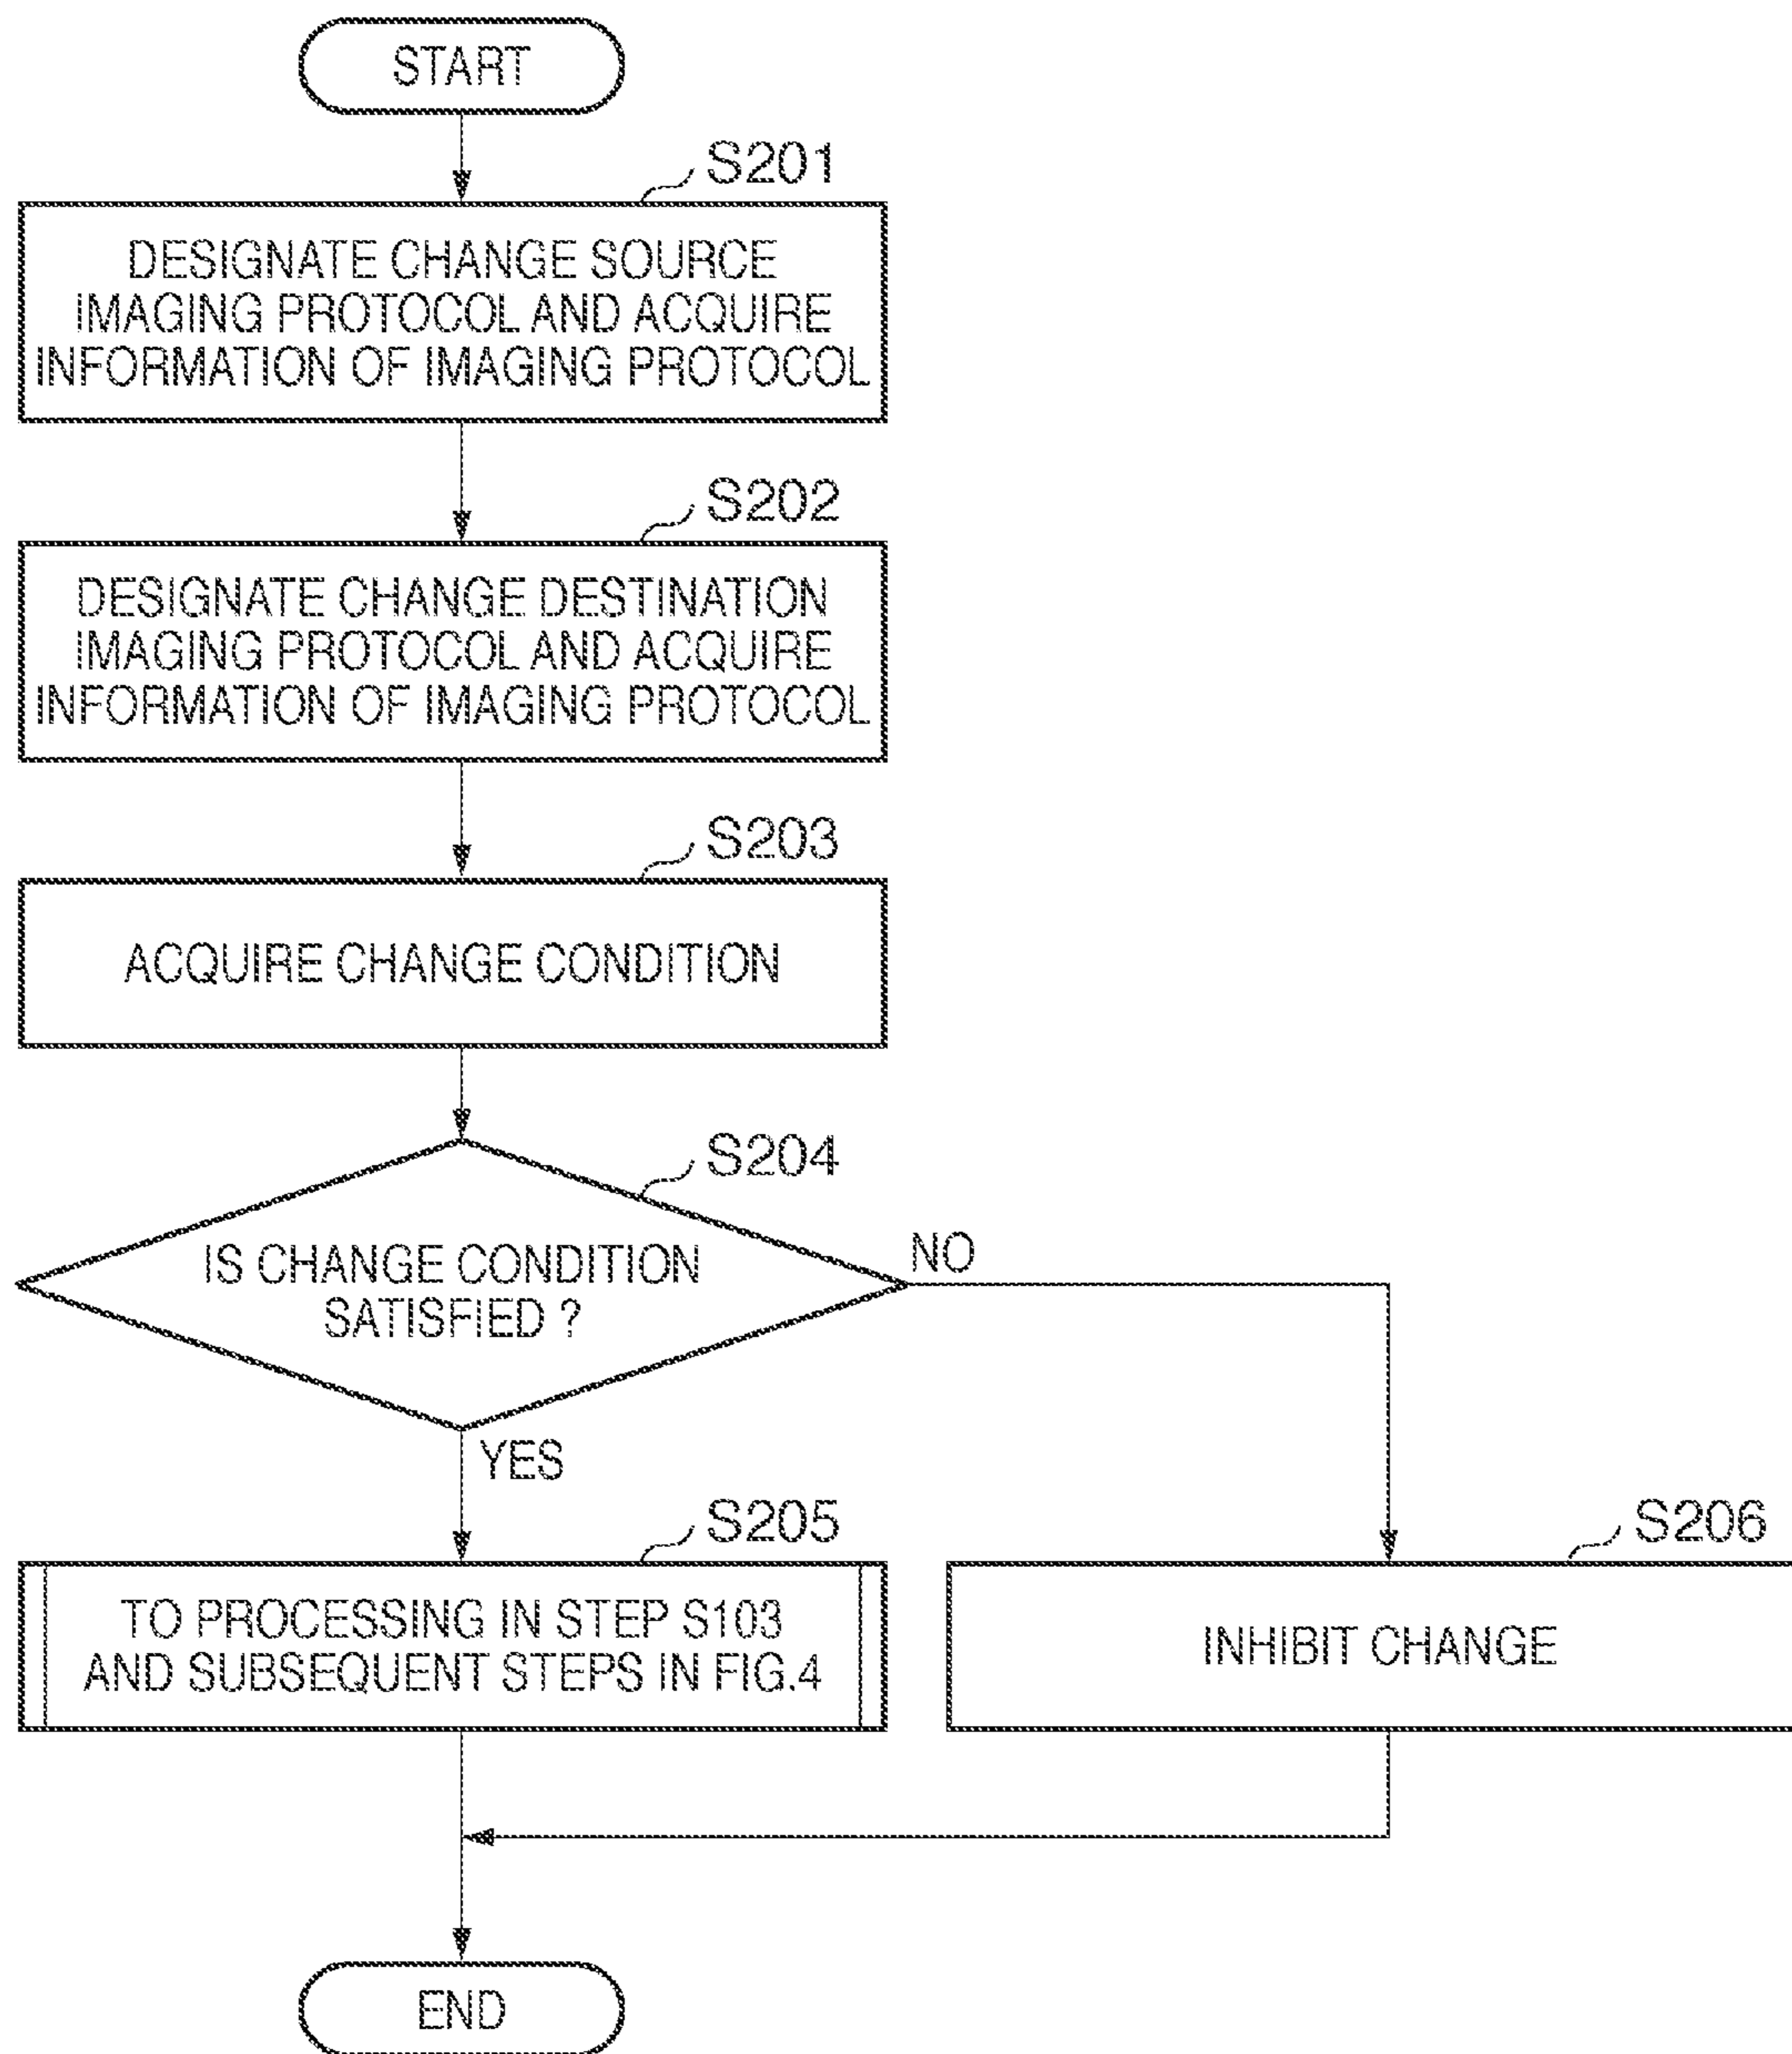 START
S201
DESIGNATE CHANGE SOURCE
IMAGING PROTOCOL AND ACQUIRE
INFORMATION OF IMAGING PROTOCOL
S202
DESIGNATE CHANGE DESTINATION
IMAGING PROTOCOL AND ACQUIRE
INFORMATION OF IMAGING PROTOCOL
S203
ACQUIRE CHANGE CONDITION
S204
IS CHANGE CONDITION
SATISFIED ?
NO
YES
S205
TO PROCESSING IN STEP S103
AND SUBSEQUENT STEPS IN FIG.4
S206
INHIBIT CHANGE
END